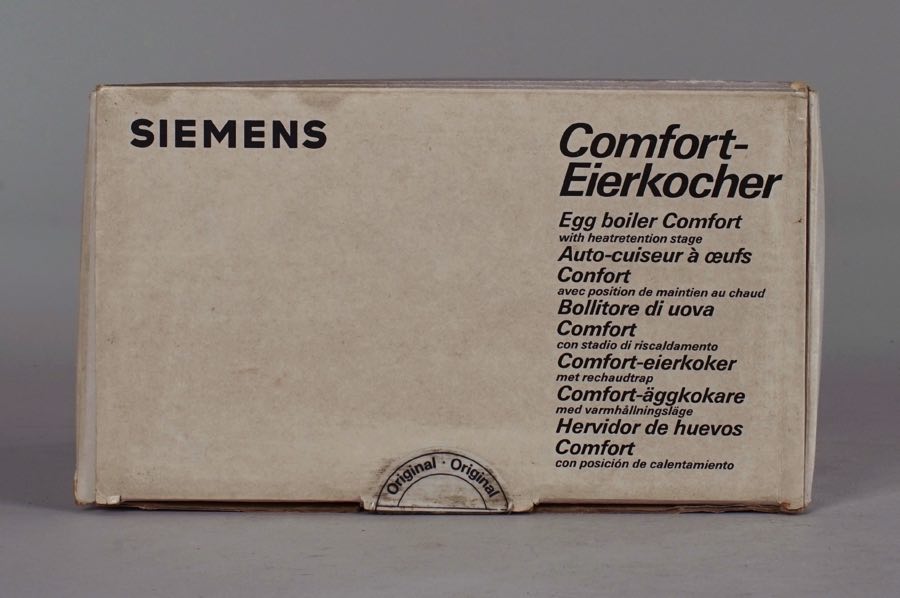 SIEMENS
Comfort-
Eierkocher
Egg boiler Comfort
with heatretention stage
Auto-cuiseur à œufs
Confort
avec position de maintien au chaud
Bollitore di uova
Comfort
con stadio di riscaldamento
Comfort-eierkoker
met rechaudtrap
Comfort-äggkokare
med varmhållningsläge
Hervidor de huevos
Comfort
con posición de calentamiento
Original · Original